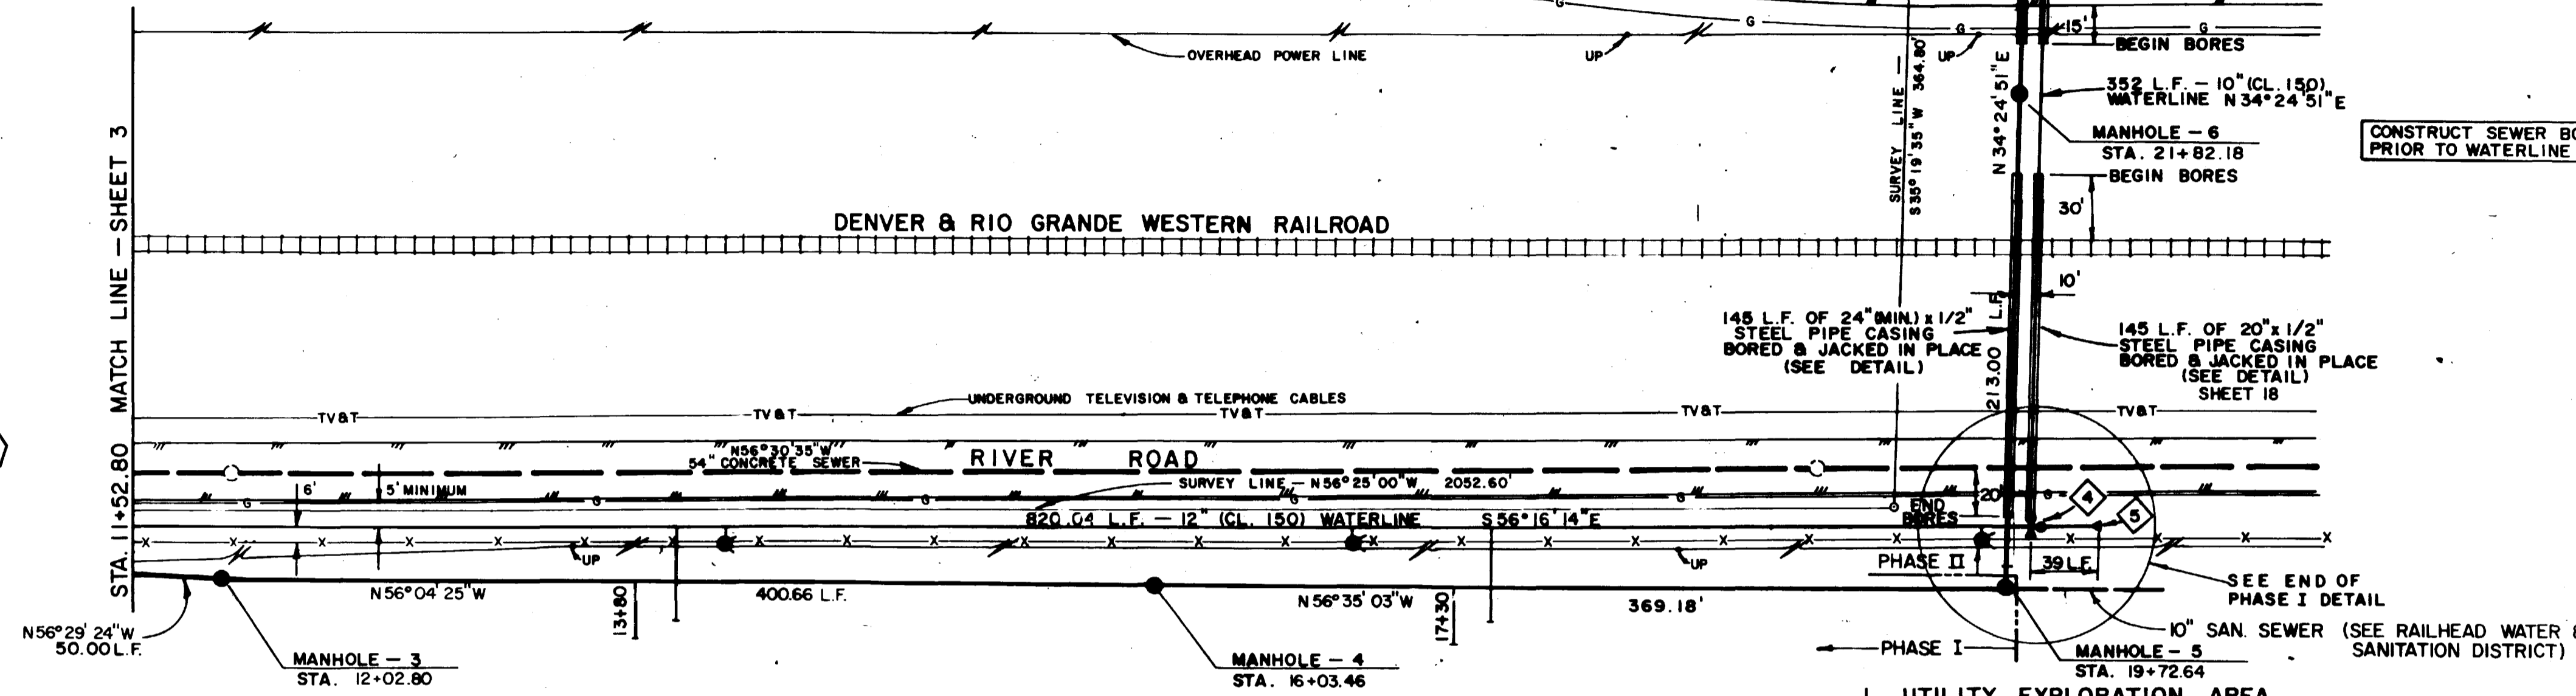 G
G
G
G
15'
BEGIN BORES
OVERHEAD POWER LINE
UP
UP
SURVEY LINE —
S 35° 19' 35" W 364.80'
N 34° 24' 51" E
352 L.F. — 10" (CL. 150)
WATERLINE N 34° 24' 51" E
MANHOLE — 6
STA. 21+82.18
BEGIN BORES
CONSTRUCT SEWER
PRIOR TO WATERLINE
STA. 11+52.80 MATCH LINE — SHEET 3
DENVER & RIO GRANDE WESTERN RAILROAD
30'
10'
145 L.F. OF 24" (MIN.) x 1/2"
STEEL PIPE CASING
BORED & JACKED IN PLACE
(SEE DETAIL)
213.00 L.F.
145 L.F. OF 20" x 1/2"
STEEL PIPE CASING
BORED & JACKED IN PLACE
(SEE DETAIL)
SHEET 18
UNDERGROUND TELEVISION & TELEPHONE CABLES
TV&T
TV&T
TV&T
TV&T
TV&T
N56° 30' 35" W
54" CONCRETE SEWER
RIVER ROAD
6'
5' MINIMUM
SURVEY LINE — N 56° 25' 00" W 2052.60'
G
G
G
G
G
G
20'
END
BORES
4
5
820.04 L.F. — 12" (CL. 150) WATERLINE S 56° 16' 14" E
X X X X X X X X X X X X X X X X X X X X X X
UP
UP
PHASE II
39 L.F.
SEE END OF
PHASE I DETAIL
N56° 04' 25" W
13+80
400.66 L.F.
N 56° 35' 03" W
17+30
369.18'
N56° 29' 24" W
50.00 L.F.
MANHOLE — 3
STA. 12+02.80
MANHOLE — 4
STA. 16+03.46
PHASE I
10" SAN. SEWER (SEE RAILHEAD WATER &
SANITATION DISTRICT)
MANHOLE — 5
STA. 19+72.64
UTILITY EXPLORATION AREA